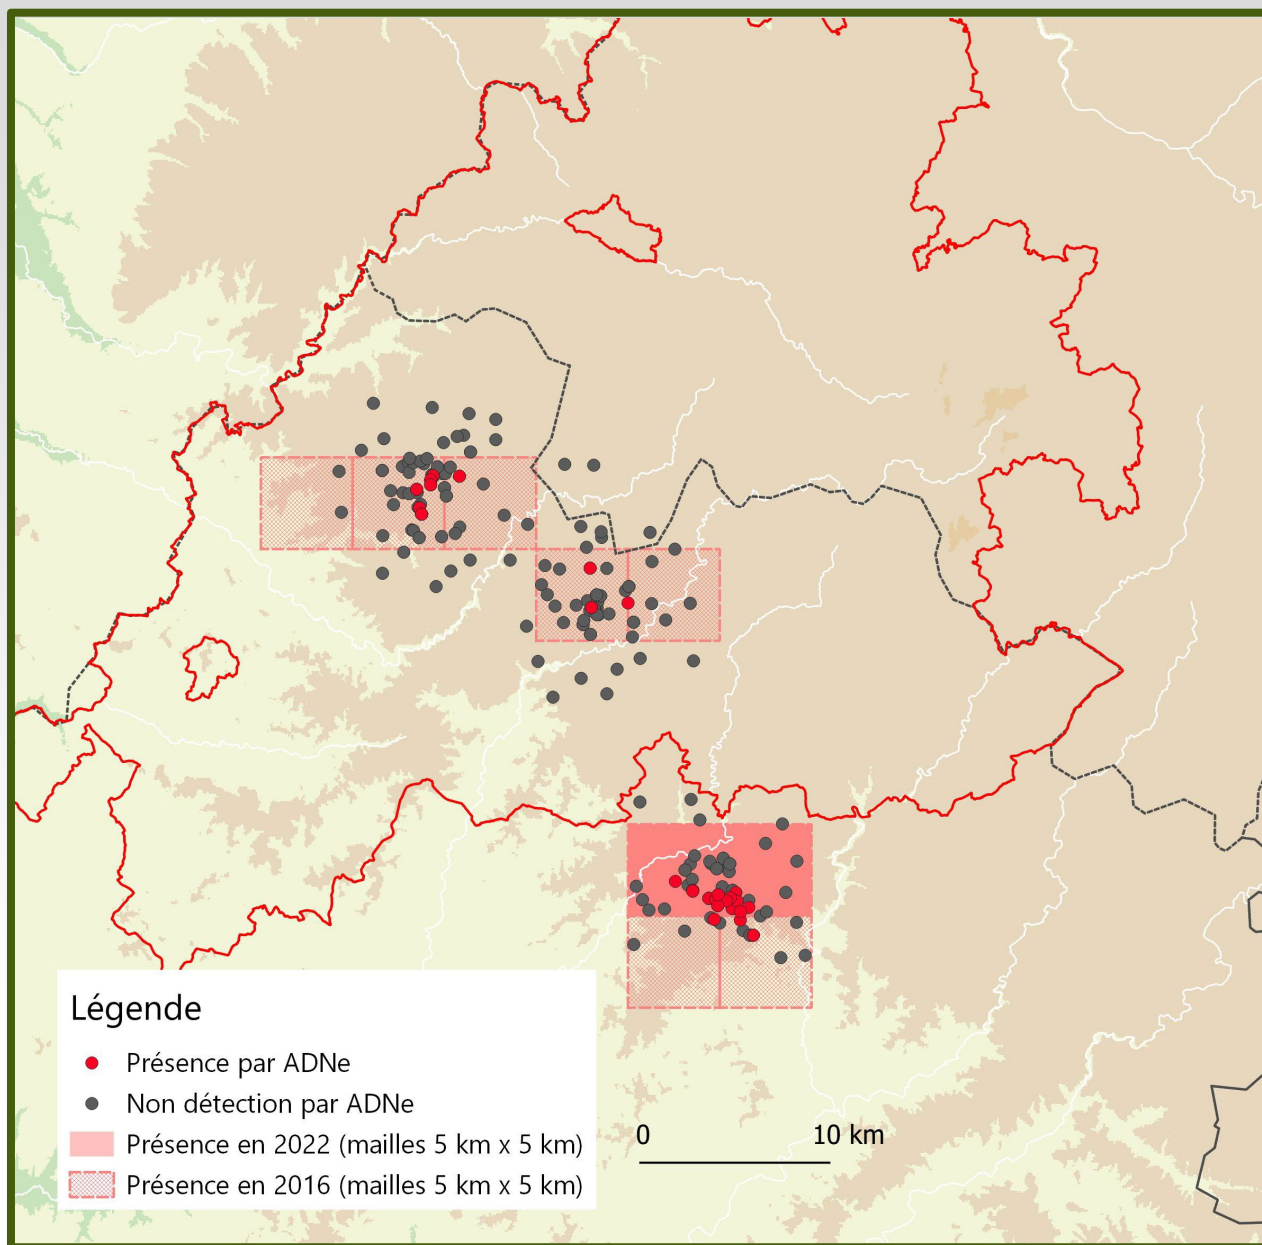 Légende
Présence par ADNe
Non détection par ADNe
Présence en 2022 (mailles 5 km x 5 km)
Présence en 2016 (mailles 5 km x 5 km)
0 10 km